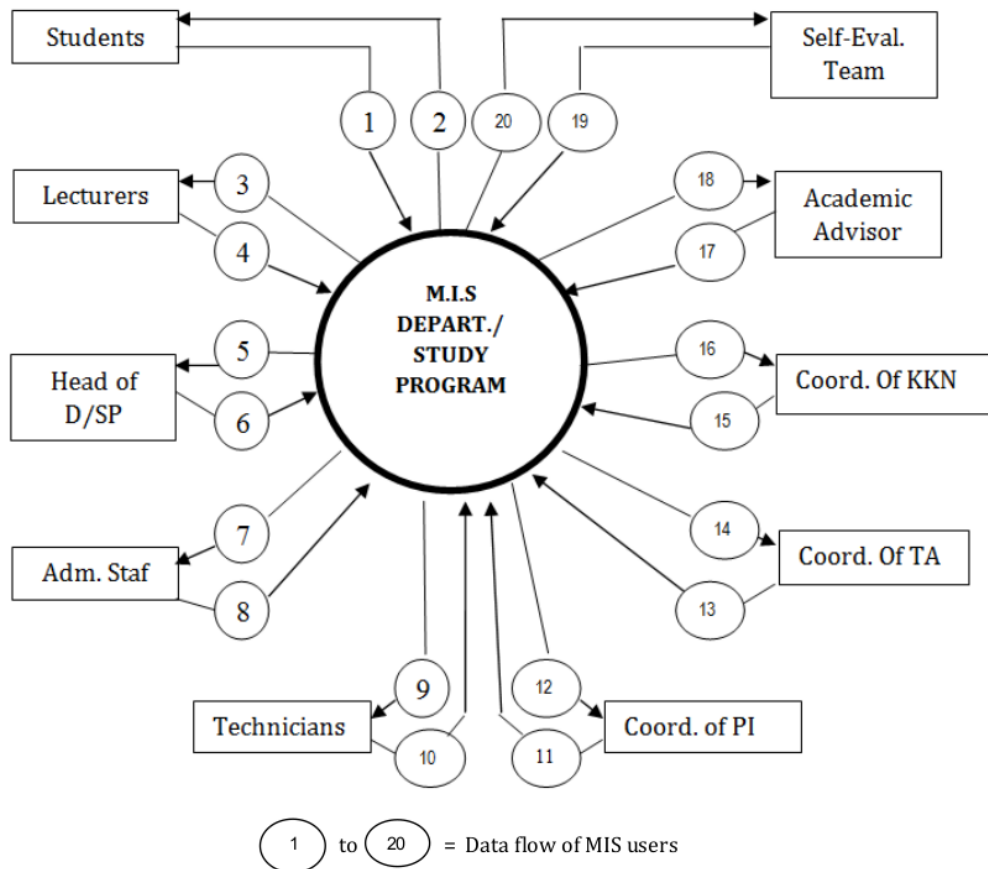 Students
Self-Eval.
Team
1
2
20
19
Lecturers
3
4
18
17
Academic
Advisor
M.I.S
DEPART./
STUDY
PROGRAM
Head of
D/SP
5
6
16
15
Coord. Of KKN
Adm. Staf
7
8
14
13
Coord. Of TA
Technicians
9
10
12
11
Coord. of PI
1 to 20 = Data flow of MIS users